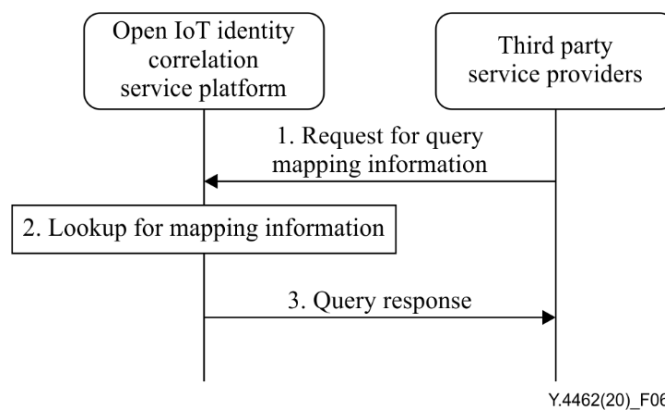 Open IoT identity
correlation
service platform
Third party
service providers
1. Request for query
mapping information
2. Lookup for mapping information
3. Query response
Y.4462(20)_F06